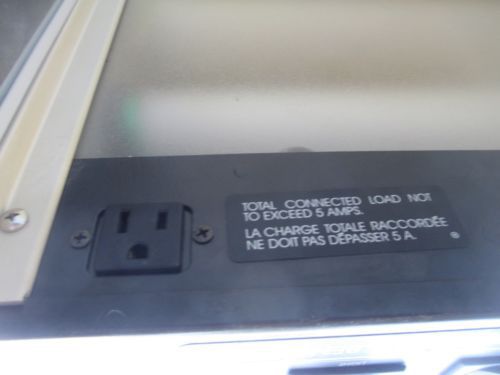 TOTAL CONNECTED LOAD NOT
TO EXCEED 5 AMPS.
LA CHARGE TOTALE RACCORDÉE
NE DOIT PAS DÉPASSER 5 A.